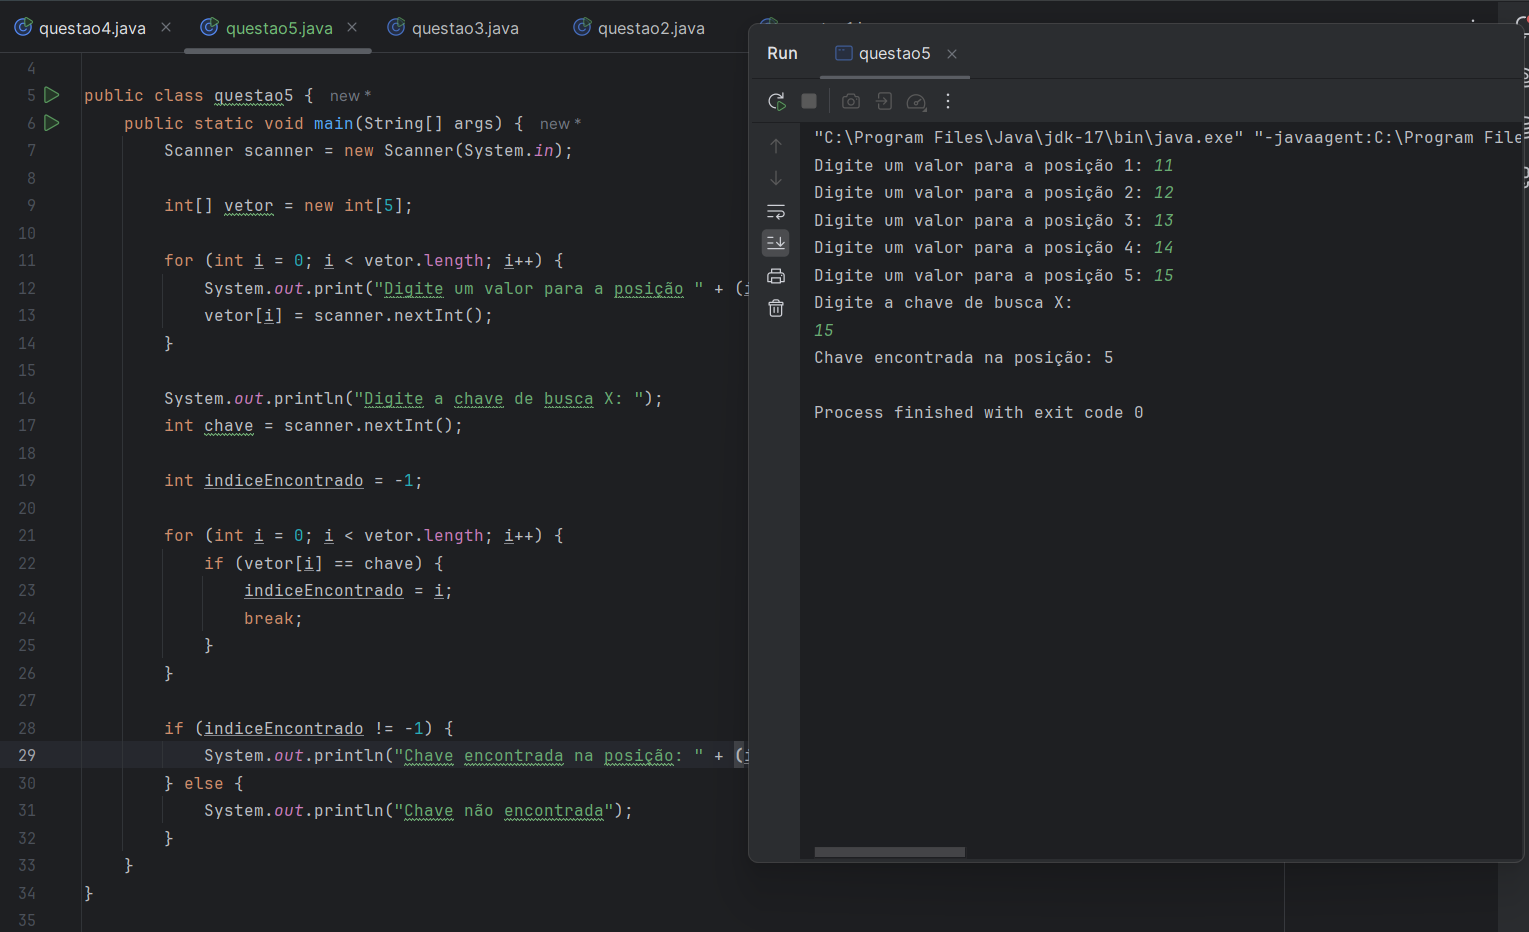 questao4.java questao5.java questao3.java questao2.java
4
5 public class questao5 { new *
6 public static void main(String[] args) { new *
7 Scanner scanner = new Scanner(System.in);
8
9 int[] vetor = new int[5];
10
11 for (int i = 0; i < vetor.length; i++) {
12 System.out.print("Digite um valor para a posição " + (i
13 vetor[i] = scanner.nextInt();
14 }
15
16 System.out.println("Digite a chave de busca X: ");
17 int chave = scanner.nextInt();
18
19 int indiceEncontrado = -1;
20
21 for (int i = 0; i < vetor.length; i++) {
22 if (vetor[i] == chave) {
23 indiceEncontrado = i;
24 break;
25 }
26 }
27
28 if (indiceEncontrado != -1) {
29 System.out.println("Chave encontrada na posição: " + (i
30 } else {
31 System.out.println("Chave não encontrada");
32 }
33 }
34 }
35
Run questao5
"C:\Program Files\Java\jdk-17\bin\java.exe" "-javaagent:C:\Program File
Digite um valor para a posição 1: 11
Digite um valor para a posição 2: 12
Digite um valor para a posição 3: 13
Digite um valor para a posição 4: 14
Digite um valor para a posição 5: 15
Digite a chave de busca X:
15
Chave encontrada na posição: 5
Process finished with exit code 0